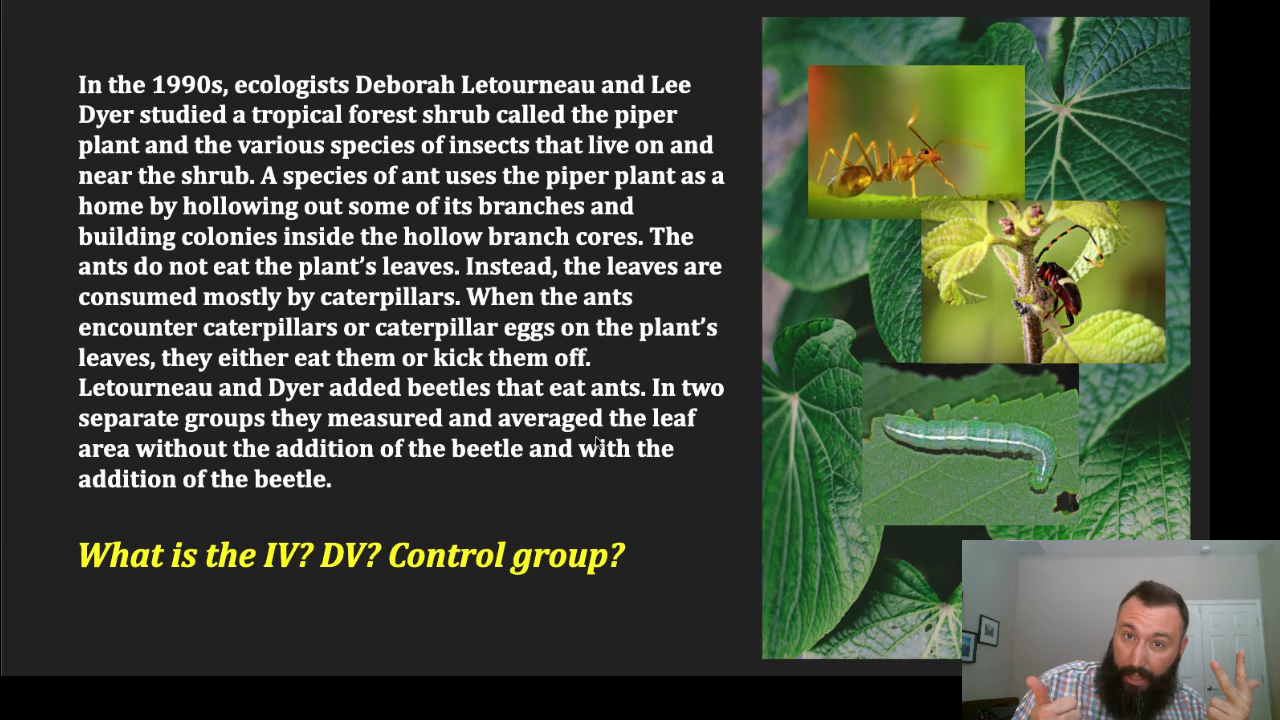 In the 1990s, ecologists Deborah Letourneau and Lee
Dyer studied a tropical forest shrub called the piper
plant and the various species of insects that live on and
near the shrub. A species of ant uses the piper plant as a
home by hollowing out some of its branches and
building colonies inside the hollow branch cores. The
ants do not eat the plant’s leaves. Instead, the leaves are
consumed mostly by caterpillars. When the ants
encounter caterpillars or caterpillar eggs on the plant’s
leaves, they either eat them or kick them off.
Letourneau and Dyer added beetles that eat ants. In two
separate groups they measured and averaged the leaf
area without the addition of the beetle and with the
addition of the beetle.
What is the IV? DV? Control group?